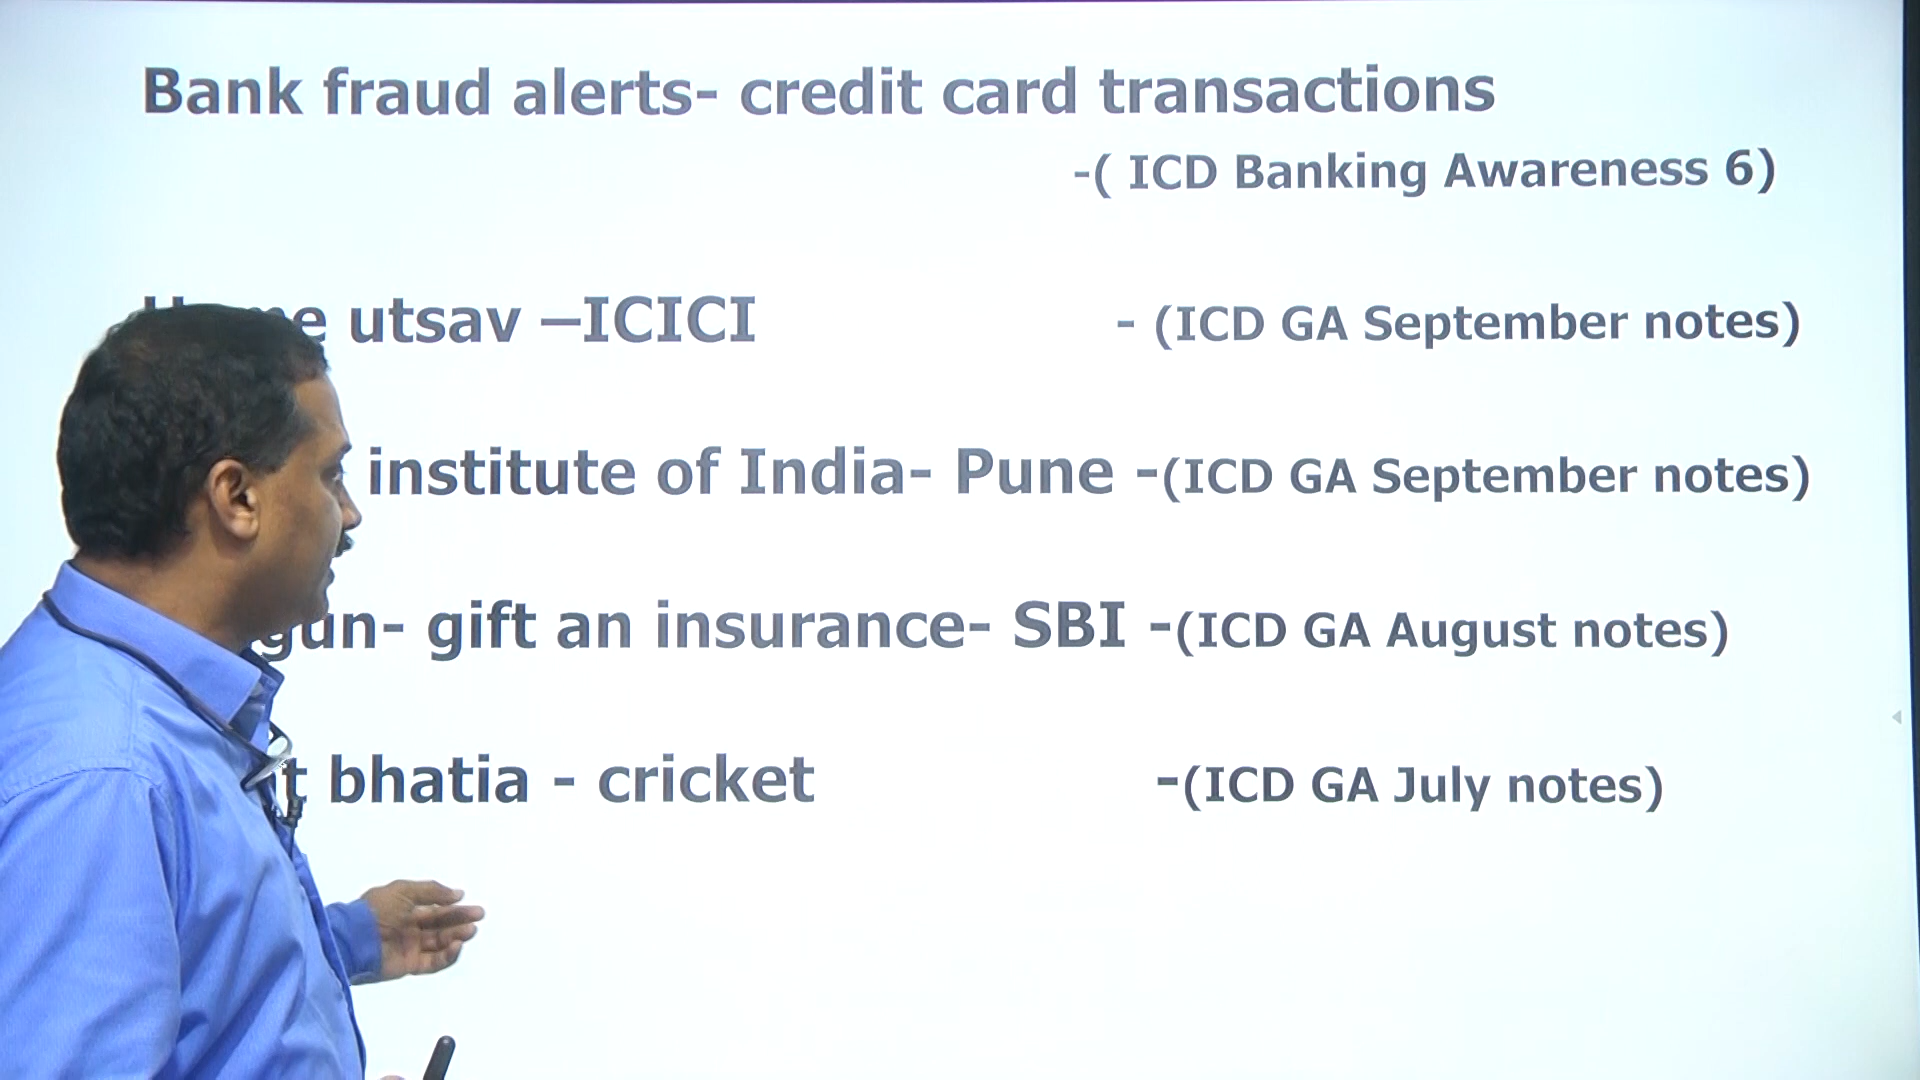 Bank fraud alerts- credit card transactions
-( ICD Banking Awareness 6)
utsav –ICICI - (ICD GA September notes)
institute of India- Pune -(ICD GA September notes)
gift an insurance- SBI -(ICD GA August notes)
bhatia - cricket -(ICD GA July notes)